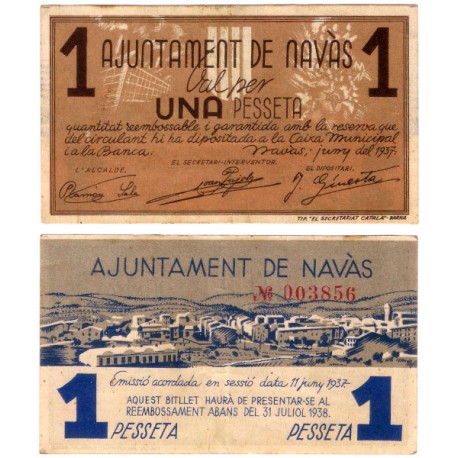 1 AJUNTAMENT DE NAVÀS 1
Val per
UNA PESSETA
quantitat reembossable i garantida amb la reserva que
del circulant hi ha dipositada a la Caixa Municipal
i a la Banca. Navàs, juny del 1937.
L'ALCALDE. EL SECRETARI-INTERVENTOR. EL DIPOSITARI.
J. Ginesta
TIP. "EL SECRETARIAT CATALÀ" - BARNA
AJUNTAMENT DE NAVÀS
№ 003856
Emissió acordada en sessió data 11 juny 1937
1 AQUEST BITLLET HAURÀ DE PRESENTAR-SE AL 1
REEMBOSSAMENT ABANS DEL 31 JULIOL 1938.
PESSETA PESSETA